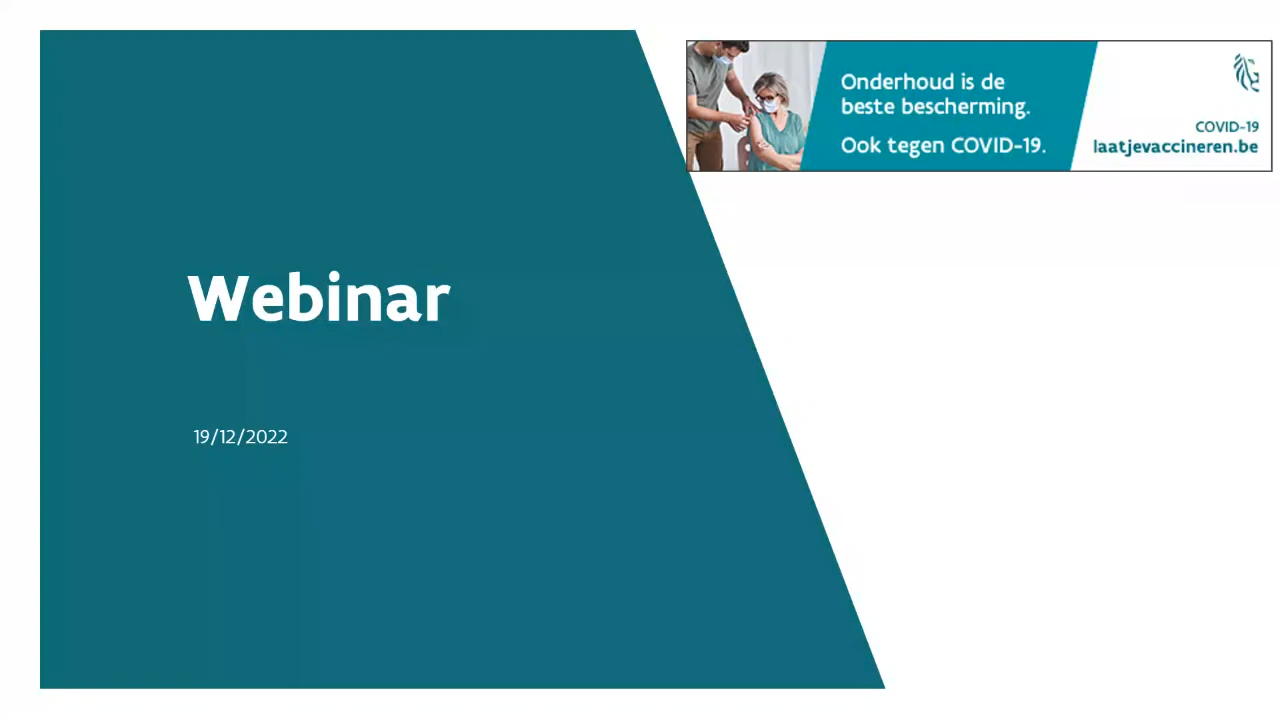 Onderhoud is de
beste bescherming.
Ook tegen COVID-19.
COVID-19
laatjevaccineren.be
Webinar
19/12/2022